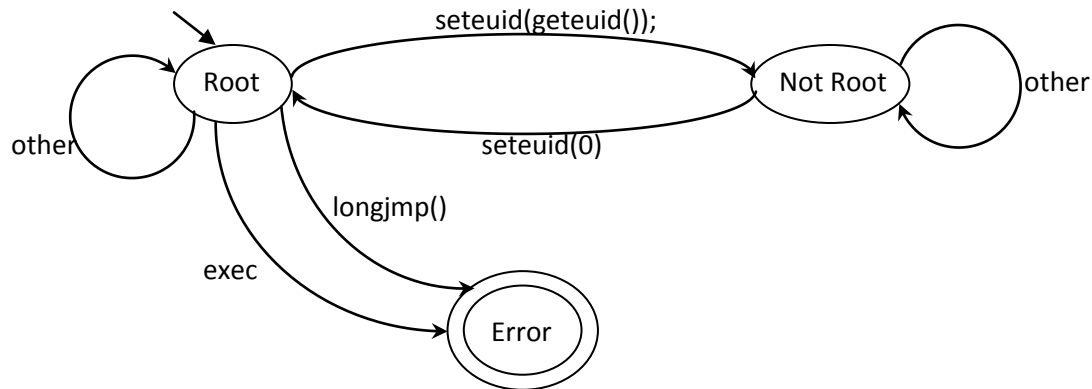 seteuid(geteuid());
Root
Not Root
other
other
seteuid(0)
longjmp()
exec
Error